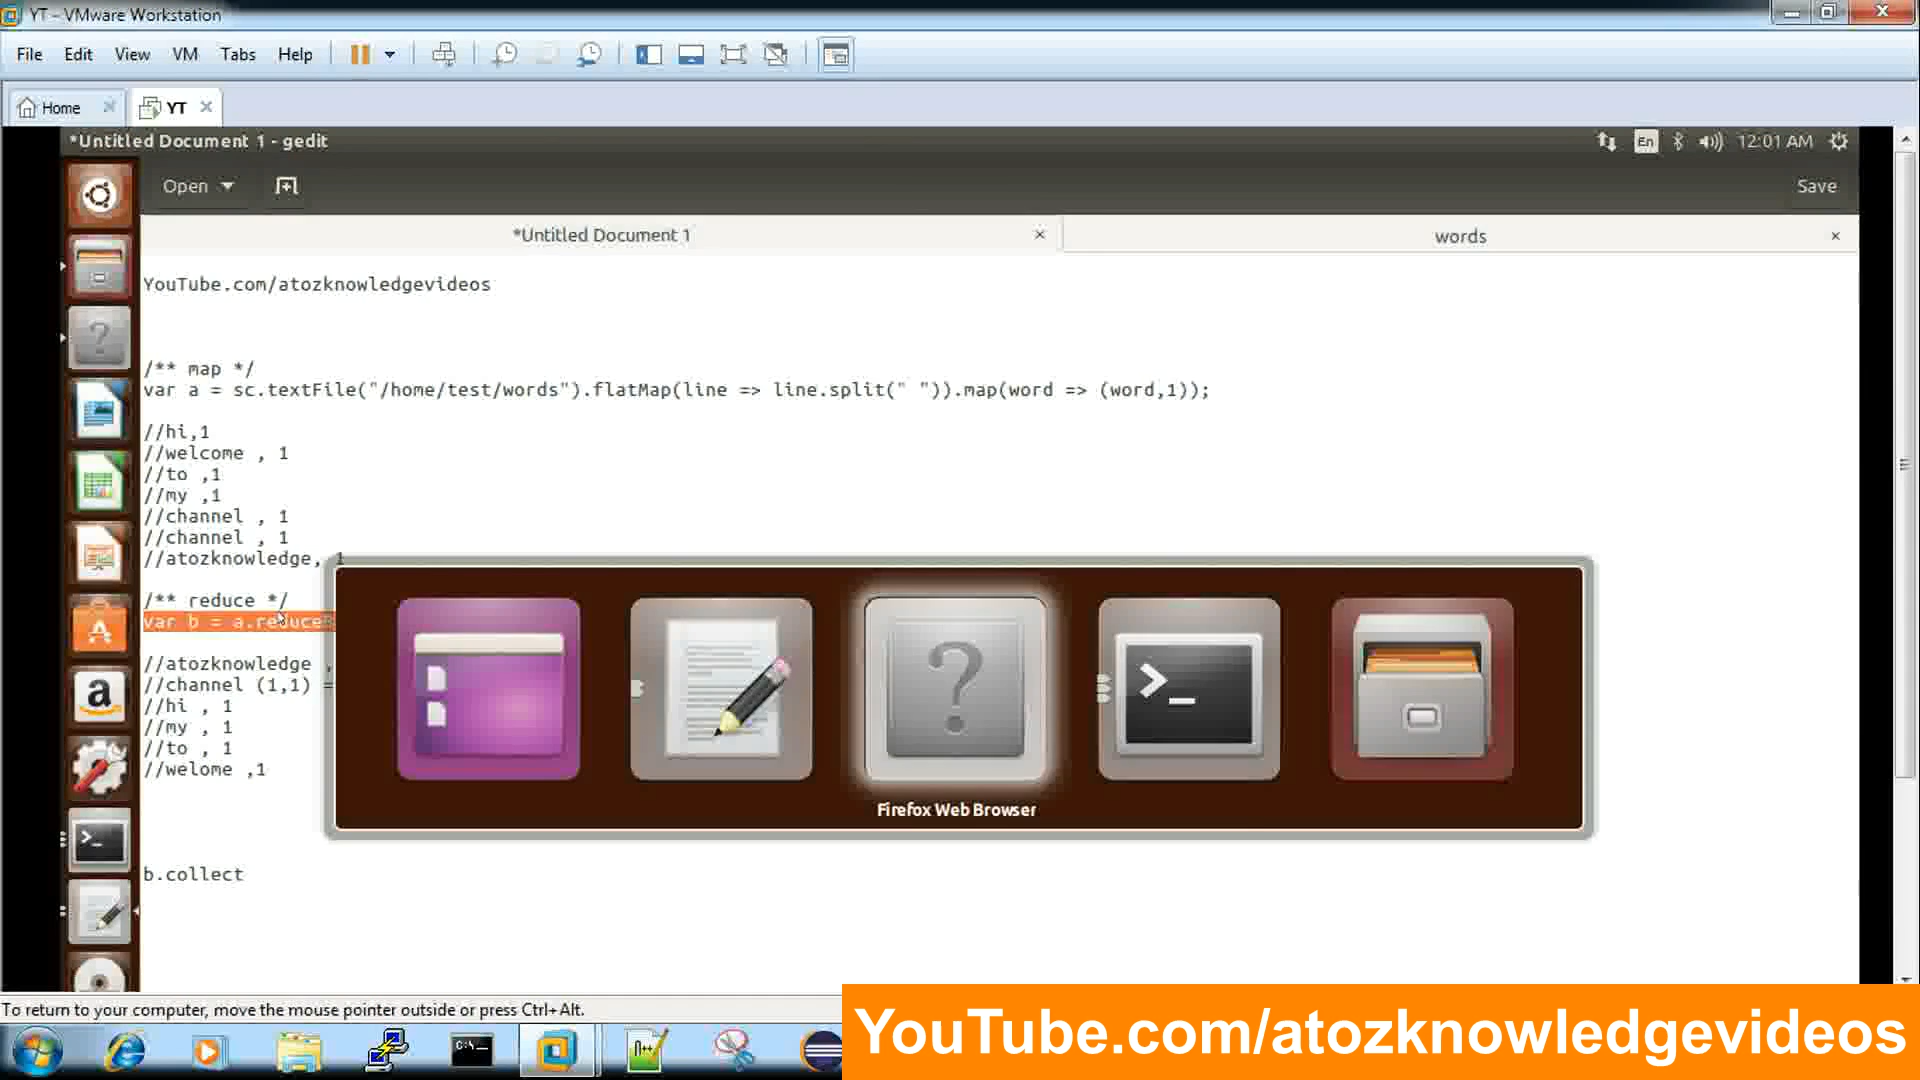 YT - VMware Workstation
File Edit View VM Tabs Help
Home YT
*Untitled Document 1 - gedit
En 12:01 AM
Open Save
*Untitled Document 1 words
YouTube.com/atozknowledgevideos
/** map */
var a = sc.textFile("/home/test/words").flatMap(line => line.split(" ")).map(word => (word,1));
//hi,1
//welcome , 1
//to ,1
//my ,1
//channel , 1
//channel , 1
//atozknowledge, 1
/** reduce */
var b = a.reduce
//atozknowledge ,
//channel (1,1) =
//hi , 1
//my , 1
//to , 1
//welome ,1
Firefox Web Browser
b.collect
To return to your computer, move the mouse pointer outside or press Ctrl+Alt.
YouTube.com/atozknowledgevideos